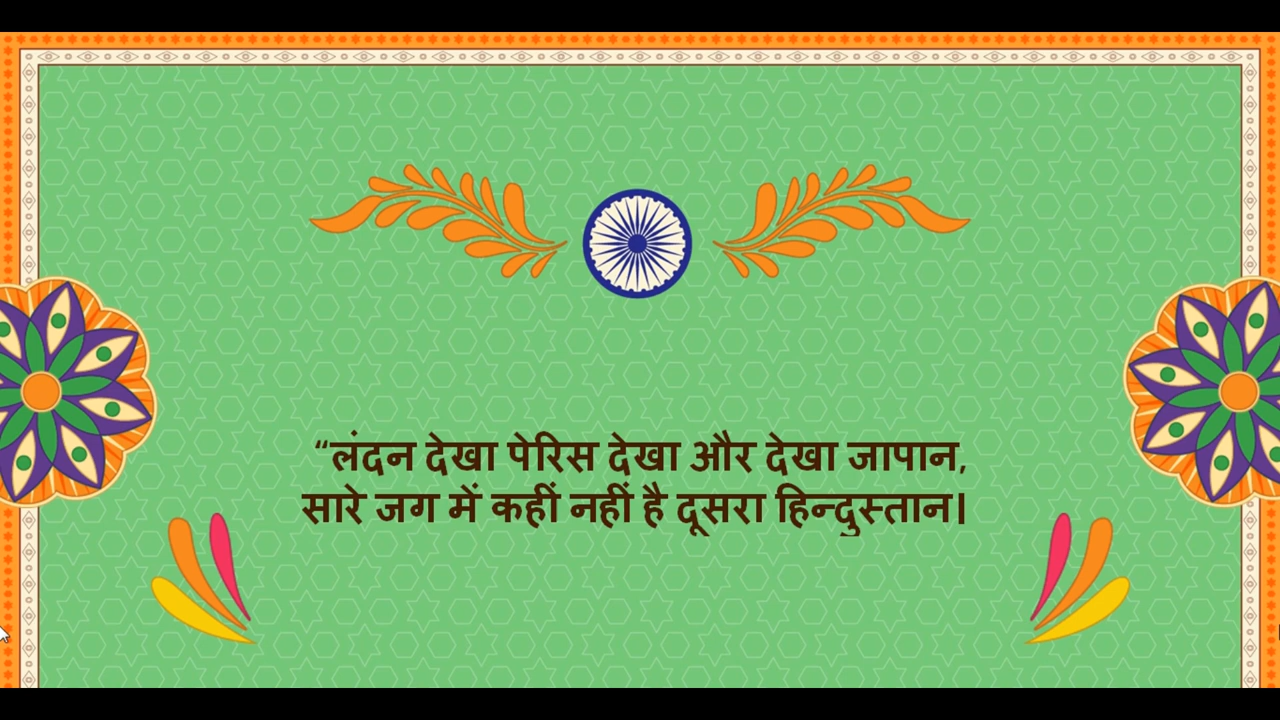 “लंदन देखा पेरिस देखा और देखा जापान,
सारे जग में कहीं नहीं है दूसरा हिन्दुस्तान।